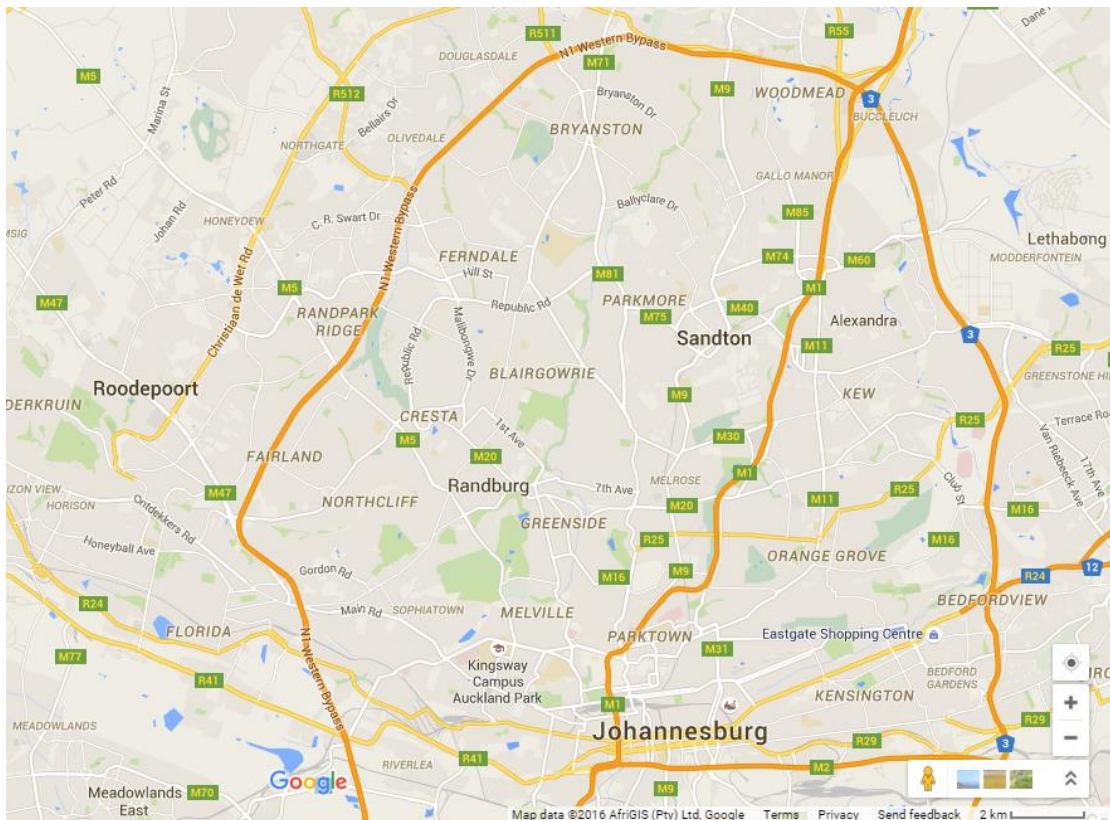 R511
N1 Western Bypass
R55
Dane R
DOUGLASDALE
M71
M5
R512
Bryanston Dr
M9
WOODMEAD
3
BUCCLEUCH
Marina St
Bellairs Dr
OLIVEDALE
BRYANSTON
NORTHGATE
GALLO MANOR
Peter Rd
Johan Rd
HONEYDEW
C. R. Swart Dr
N1 Western Bypass
Ballyclare Dr
M85
MSIG
Lethabong
MODDERFONTEIN
FERNDALE
Hill St
M81
M74
M60
M47
Christiaan de Wet Rd
M5
RANDPARK
RIDGE
Republic Rd
PARKMORE
M75
M40
M1
Sandton
Alexandra
3
M11
R25
Republic Rd
Malibongwe Dr
BLAIRGOWRIE
Roodepoort
GREENSTONE HI
DERKRUIN
M9
KEW
CRESTA
1st Ave
M5
M30
R25
Terrace Roa
Van Riebeeck Ave
17th Ave
FAIRLAND
M20
M1
Randburg
7th Ave
MELROSE
Club St
IZON VIEW
M47
NORTHCLIFF
M20
M11
R25
HORISON
Ontdekkers Rd
GREENSIDE
M16
Honeyball Ave
R25
ORANGE GROVE
M16
Gordon Rd
M16
M9
R24
12
R24
Main Rd
SOPHIATOWN
MELVILLE
BEDFORDVIEW
FLORIDA
N1 Western Bypass
PARKTOWN
Eastgate Shopping Centre
M77
R41
Kingsway
Campus
Auckland Park
M31
BEDFORD
GARDENS
KENSINGTON
M1
MEADOWLANDS
Johannesburg
R29
R29
3
RIVERLEA
R41
M2
Google
Meadowlands
East
M70
M9
Map data ©2016 AfriGIS (Pty) Ltd, Google Terms Privacy Send feedback 2 km